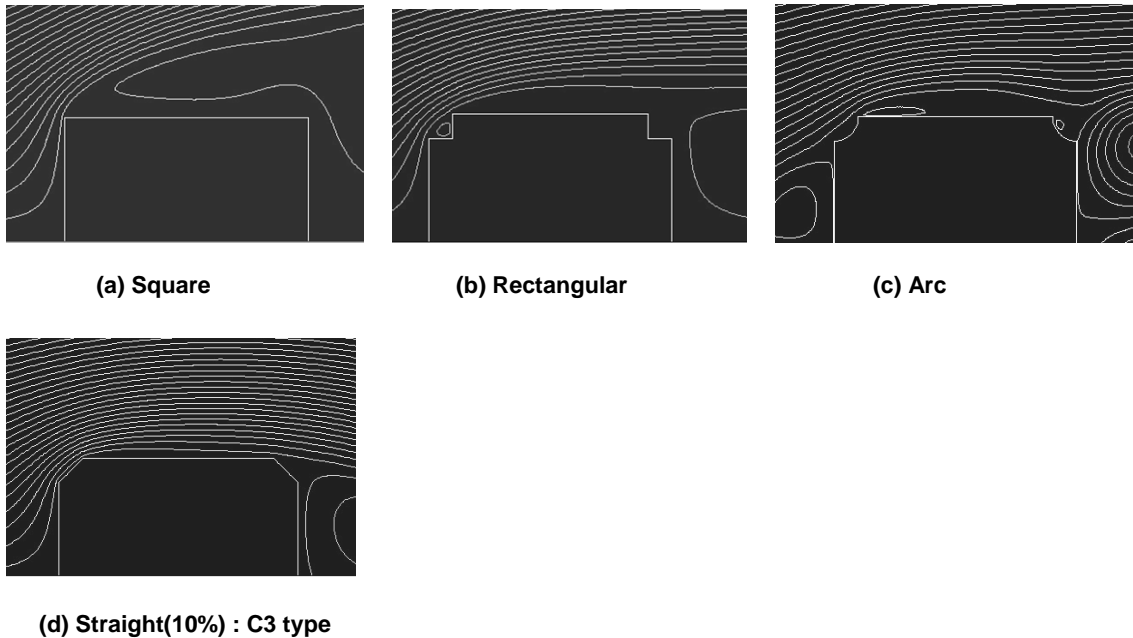 (a) Square
(b) Rectangular
(c) Arc
(d) Straight(10%) : C3 type